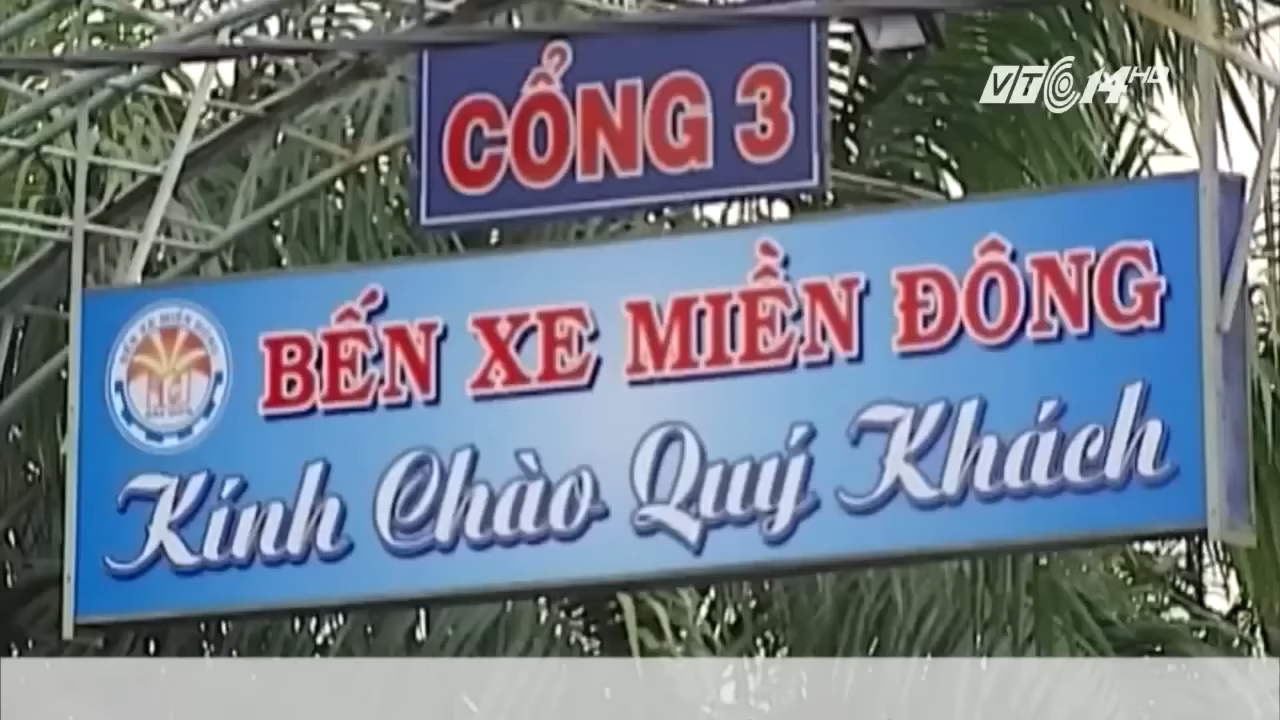 CỔNG 3
VTC14 HD
BẾN XE MIỀN ĐÔNG
Kính Chào Quý Khách